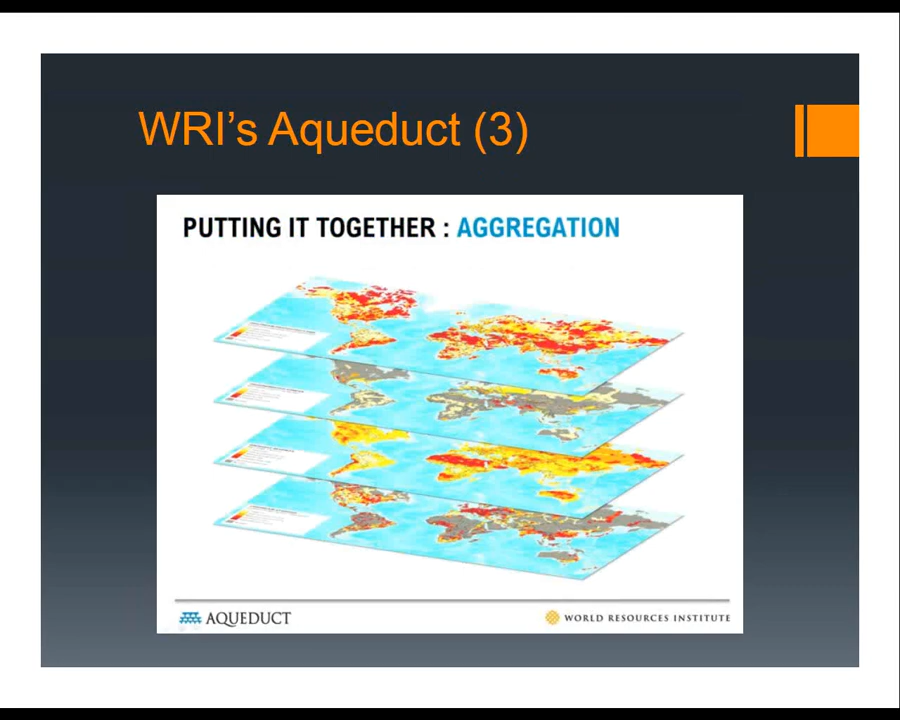 WRI's Aqueduct (3)
PUTTING IT TOGETHER : AGGREGATION
AQUEDUCT
WORLD RESOURCES INSTITUTE